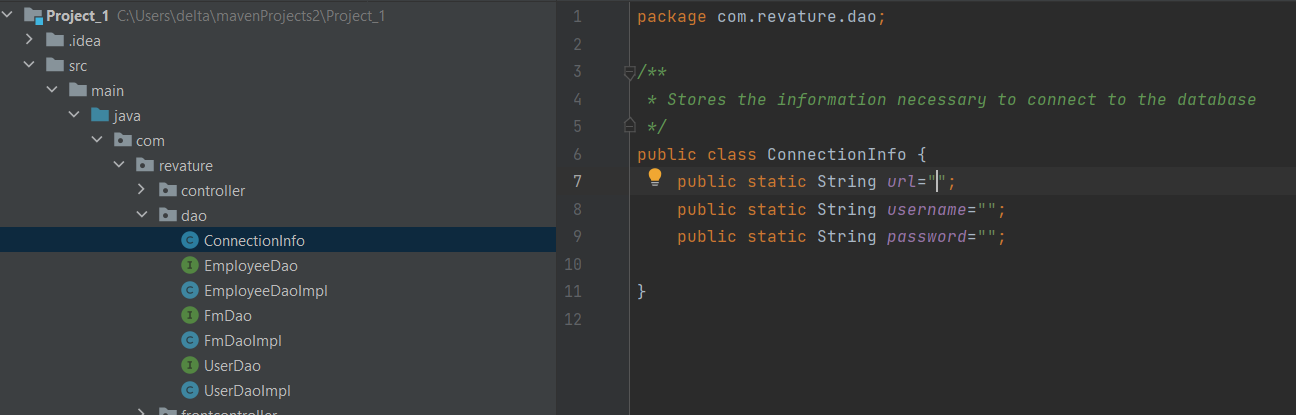 Project_1 C:\Users\delta\mavenProjects2\Project_1
.idea
src
main
java
com
revature
controller
dao
C ConnectionInfo
I EmployeeDao
C EmployeeDaoImpl
I FmDao
C FmDaoImpl
I UserDao
C UserDaoImpl
frontcontroller
1 package com.revature.dao;
2
3 /**
4 * Stores the information necessary to connect to the database
5 */
6 public class ConnectionInfo {
7 public static String url="";
8 public static String username="";
9 public static String password="";
10
11 }
12